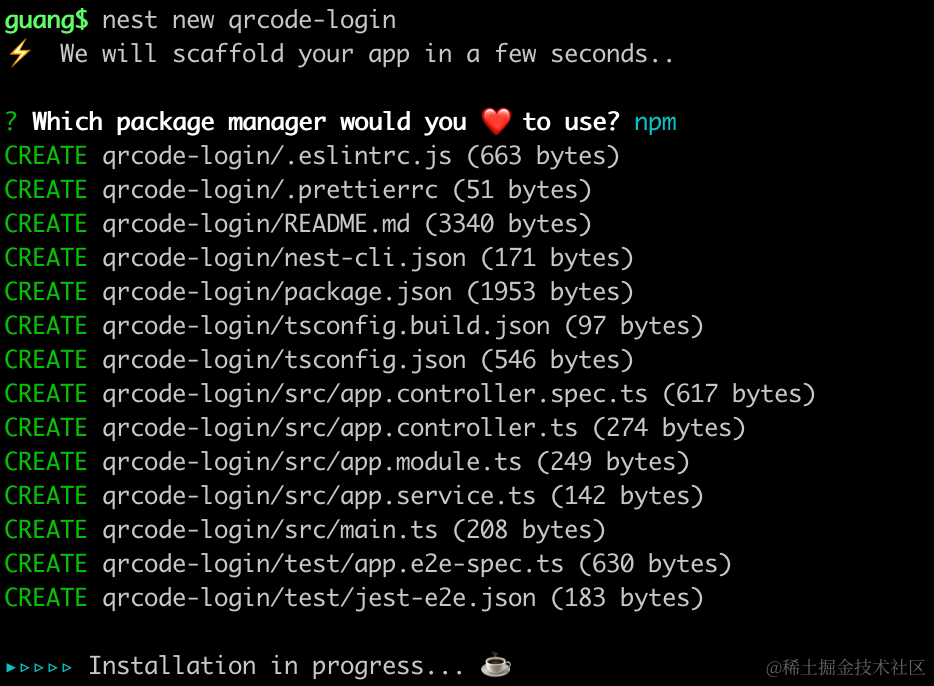 guang$ nest new qrcode-login
⚡ We will scaffold your app in a few seconds..
? Which package manager would you ❤️ to use? npm
CREATE qrcode-login/.eslintrc.js (663 bytes)
CREATE qrcode-login/.prettierrc (51 bytes)
CREATE qrcode-login/README.md (3340 bytes)
CREATE qrcode-login/nest-cli.json (171 bytes)
CREATE qrcode-login/package.json (1953 bytes)
CREATE qrcode-login/tsconfig.build.json (97 bytes)
CREATE qrcode-login/tsconfig.json (546 bytes)
CREATE qrcode-login/src/app.controller.spec.ts (617 bytes)
CREATE qrcode-login/src/app.controller.ts (274 bytes)
CREATE qrcode-login/src/app.module.ts (249 bytes)
CREATE qrcode-login/src/app.service.ts (142 bytes)
CREATE qrcode-login/src/main.ts (208 bytes)
CREATE qrcode-login/test/app.e2e-spec.ts (630 bytes)
CREATE qrcode-login/test/jest-e2e.json (183 bytes)
▸▹▹▹▹ Installation in progress... ☕
@稀土掘金技术社区